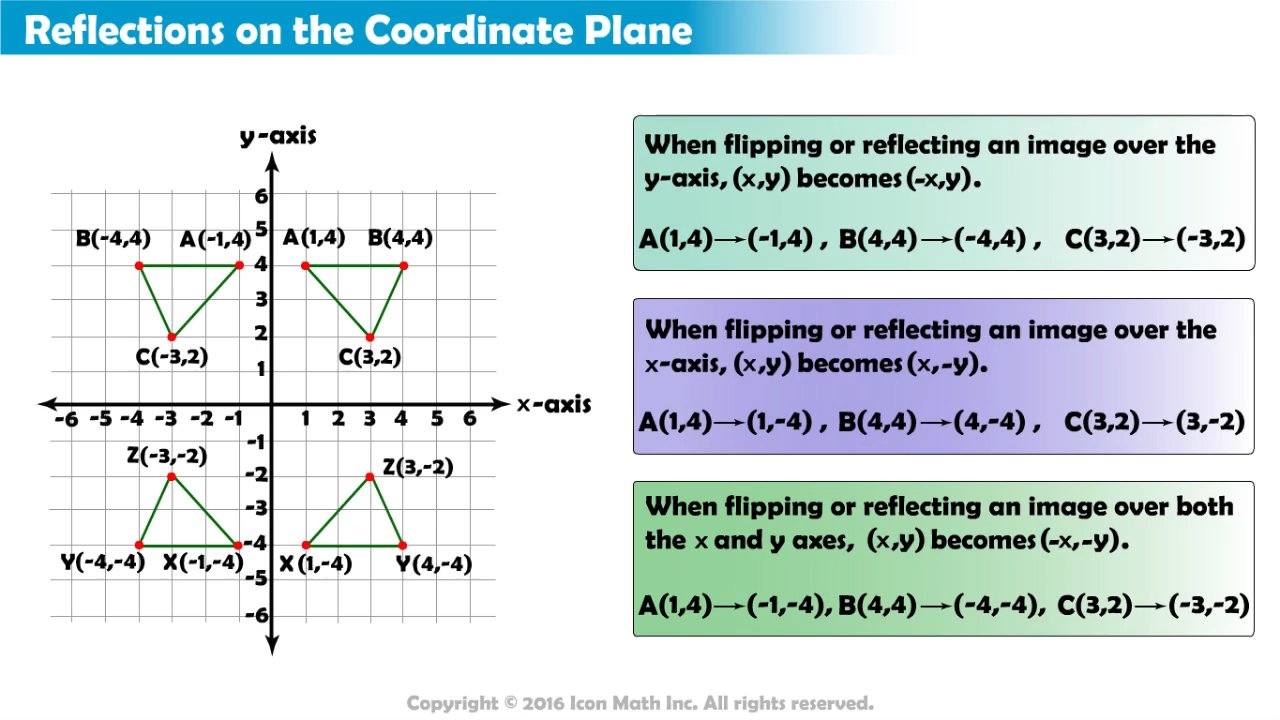 Reflections on the Coordinate Plane
y-axis
6
5
4
3
2
1
B(-4,4) A(-1,4) A(1,4) B(4,4)
C(-3,2) C(3,2)
x-axis
-6 -5 -4 -3 -2 -1 1 2 3 4 5 6
-1
-2
-3
-4
-5
-6
Z(-3,-2) Z(3,-2)
Y(-4,-4) X(-1,-4) X(1,-4) Y(4,-4)
When flipping or reflecting an image over the
y-axis, (x,y) becomes (-x,y).
A(1,4)→(-1,4) , B(4,4)→(-4,4) , C(3,2)→(-3,2)
When flipping or reflecting an image over the
x-axis, (x,y) becomes (x,-y).
A(1,4)→(1,-4) , B(4,4)→(4,-4) , C(3,2)→(3,-2)
When flipping or reflecting an image over both
the x and y axes, (x,y) becomes (-x,-y).
A(1,4)→(-1,-4), B(4,4)→(-4,-4), C(3,2)→(-3,-2)
Copyright © 2016 Icon Math Inc. All rights reserved.